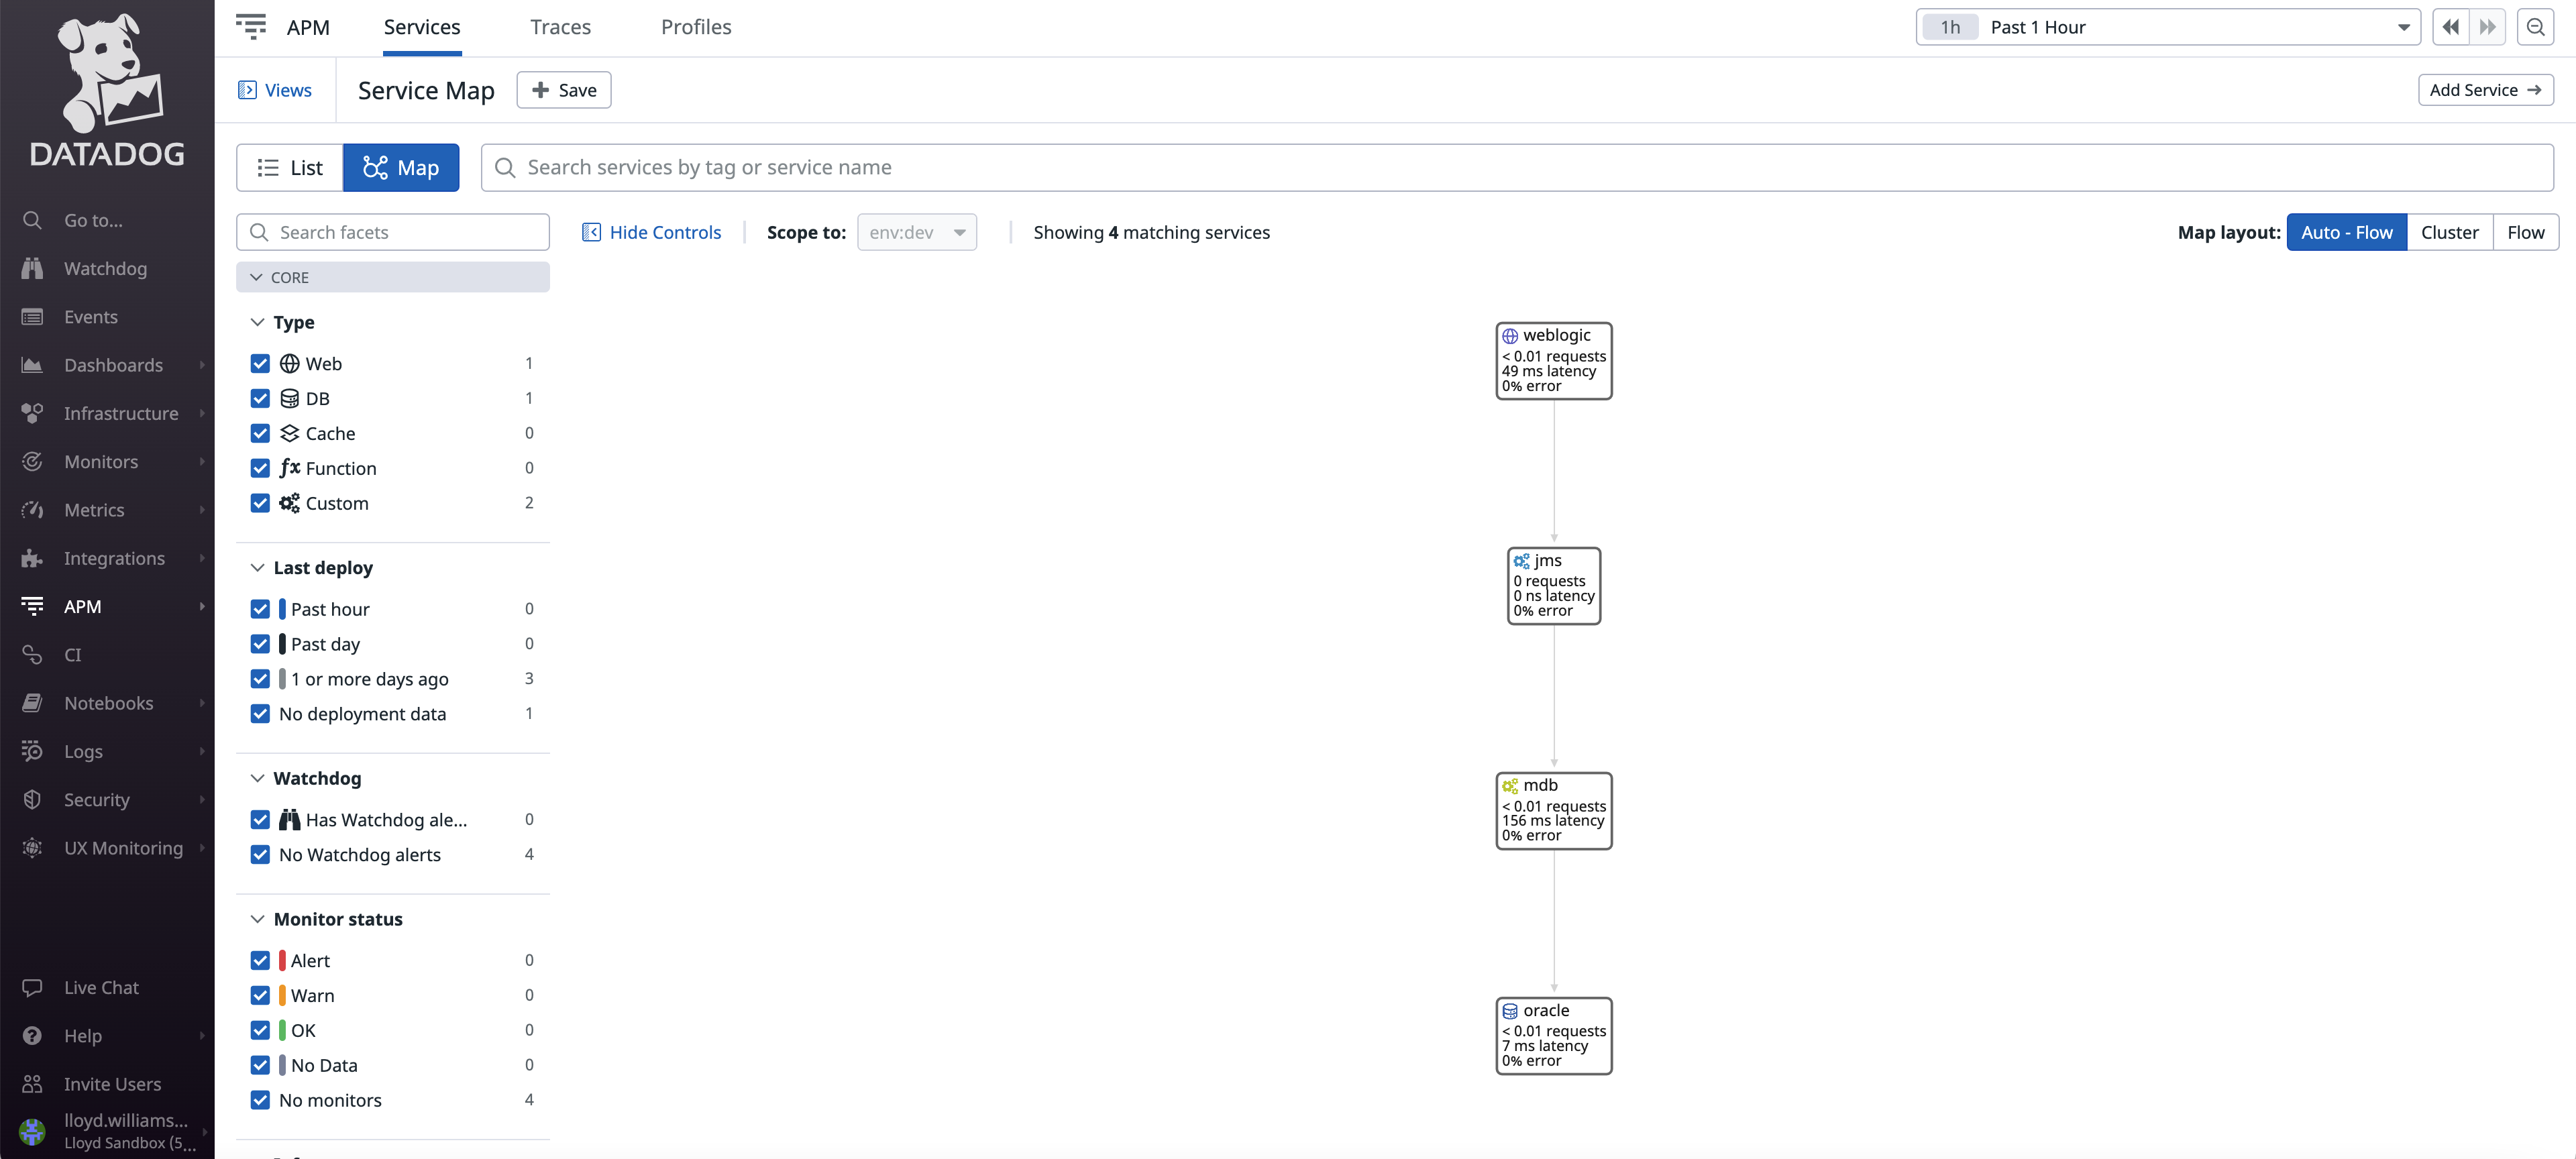 DATADOG
Go to...
Watchdog
Events
Dashboards
Infrastructure
Monitors
Metrics
Integrations
APM
CI
Notebooks
Logs
Security
UX Monitoring
Live Chat
Help
Invite Users
lloyd.williams...
Lloyd Sandbox (5...
APM Services Traces Profiles
1h Past 1 Hour
Views Service Map Save
Add Service
List Map Search services by tag or service name
Search facets
Hide Controls Scope to: env:dev Showing 4 matching services
Map layout: Auto - Flow Cluster Flow
CORE
Type
Web 1
DB 1
Cache 0
fx Function 0
Custom 2
Last deploy
Past hour 0
Past day 0
1 or more days ago 3
No deployment data 1
Watchdog
Has Watchdog ale... 0
No Watchdog alerts 4
Monitor status
Alert 0
Warn 0
OK 0
No Data 0
No monitors 4
weblogic
< 0.01 requests
49 ms latency
0% error
jms
0 requests
0 ns latency
0% error
mdb
< 0.01 requests
156 ms latency
0% error
oracle
< 0.01 requests
7 ms latency
0% error